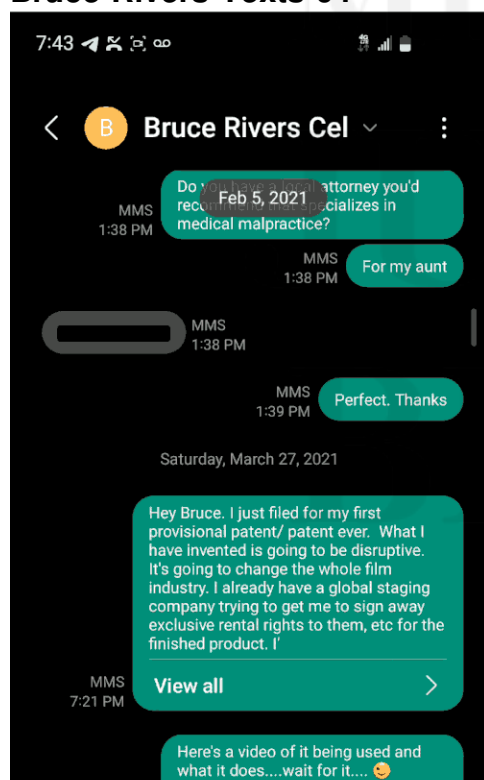 Bruce Rivers Texts
7:43
4G
B
Bruce Rivers Cel
Feb 5, 2021
Do you have a local attorney you'd
recommend that specializes in
medical malpractice?
MMS
1:38 PM
MMS
1:38 PM
For my aunt
MMS
1:38 PM
MMS
1:39 PM
Perfect. Thanks
Saturday, March 27, 2021
Hey Bruce. I just filed for my first
provisional patent/ patent ever. What I
have invented is going to be disruptive.
It's going to change the whole film
industry. I already have a global staging
company trying to get me to sign away
exclusive rental rights to them, etc for the
finished product. I'
View all
MMS
7:21 PM
Here's a video of it being used and
what it does....wait for it.... 😉